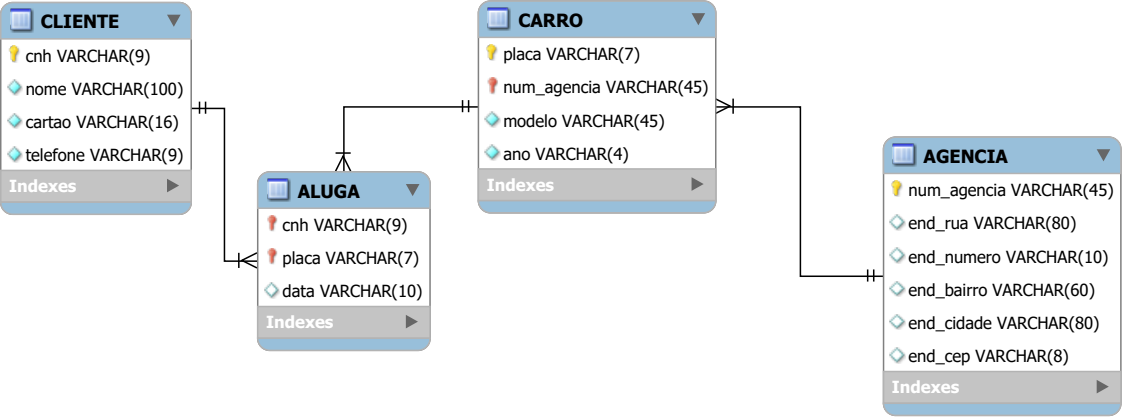 CLIENTE
cnh VARCHAR(9)
nome VARCHAR(100)
cartao VARCHAR(16)
telefone VARCHAR(9)
Indexes
ALUGA
cnh VARCHAR(9)
placa VARCHAR(7)
data VARCHAR(10)
Indexes
CARRO
placa VARCHAR(7)
num_agencia VARCHAR(45)
modelo VARCHAR(45)
ano VARCHAR(4)
Indexes
AGENCIA
num_agencia VARCHAR(45)
end_rua VARCHAR(80)
end_numero VARCHAR(10)
end_bairro VARCHAR(60)
end_cidade VARCHAR(80)
end_cep VARCHAR(8)
Indexes